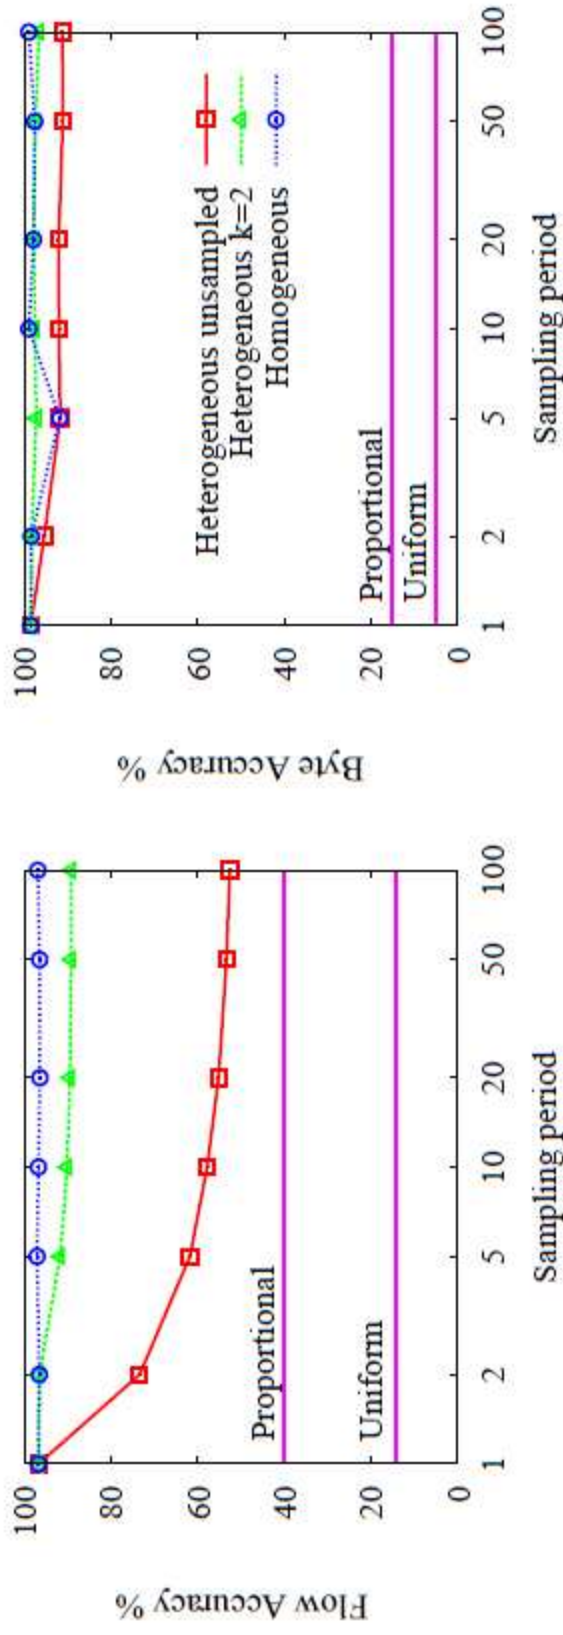 Flow Accuracy %
100
80
60
40
20
0
Proportional
Uniform
1
2
5
10
20
50
100
Sampling period
Byte Accuracy %
100
80
60
40
20
0
Heterogeneous unsampled
Heterogeneous k=2
Homogeneous
Proportional
Uniform
1
2
5
10
20
50
100
Sampling period